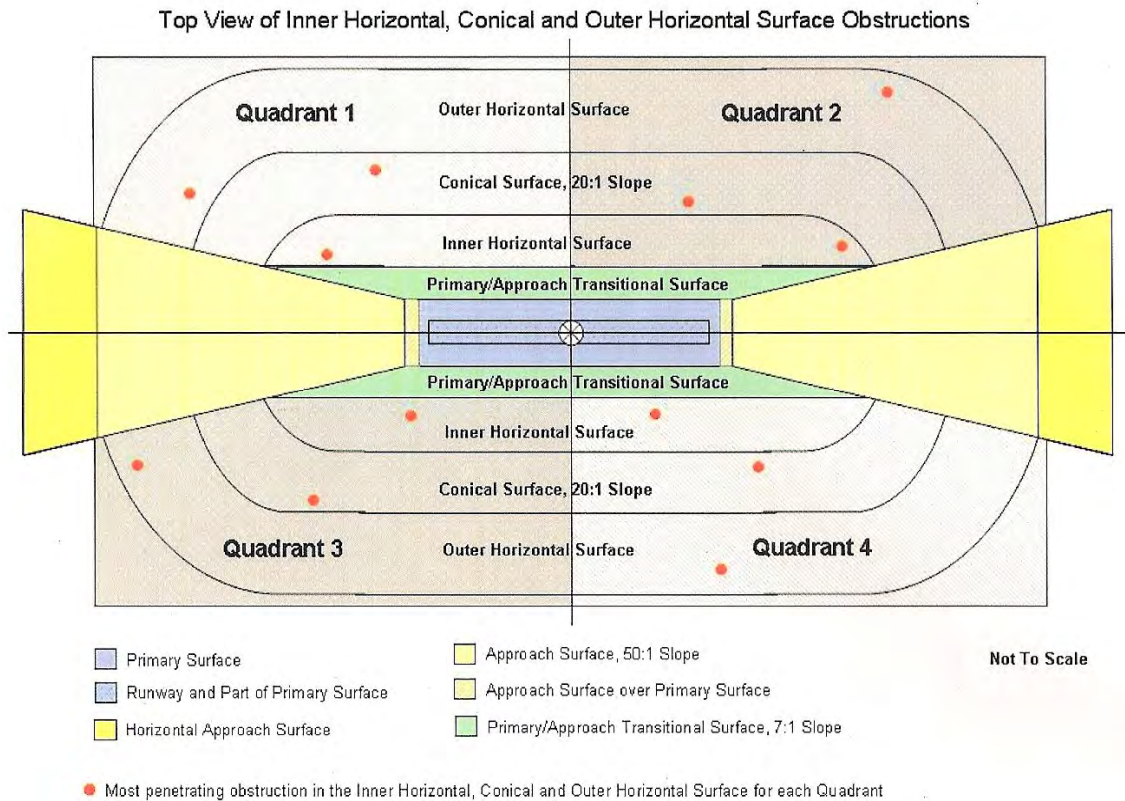 Top View of Inner Horizontal, Conical and Outer Horizontal Surface Obstructions
Quadrant 1
Outer Horizontal Surface
Quadrant 2
Conical Surface, 20:1 Slope
Inner Horizontal Surface
Primary/Approach Transitional Surface
Primary/Approach Transitional Surface
Inner Horizontal Surface
Conical Surface, 20:1 Slope
Quadrant 3
Outer Horizontal Surface
Quadrant 4
Primary Surface
Approach Surface, 50:1 Slope
Not To Scale
Runway and Part of Primary Surface
Approach Surface over Primary Surface
Horizontal Approach Surface
Primary/Approach Transitional Surface, 7:1 Slope
Most penetrating obstruction in the Inner Horizontal, Conical and Outer Horizontal Surface for each Quadrant